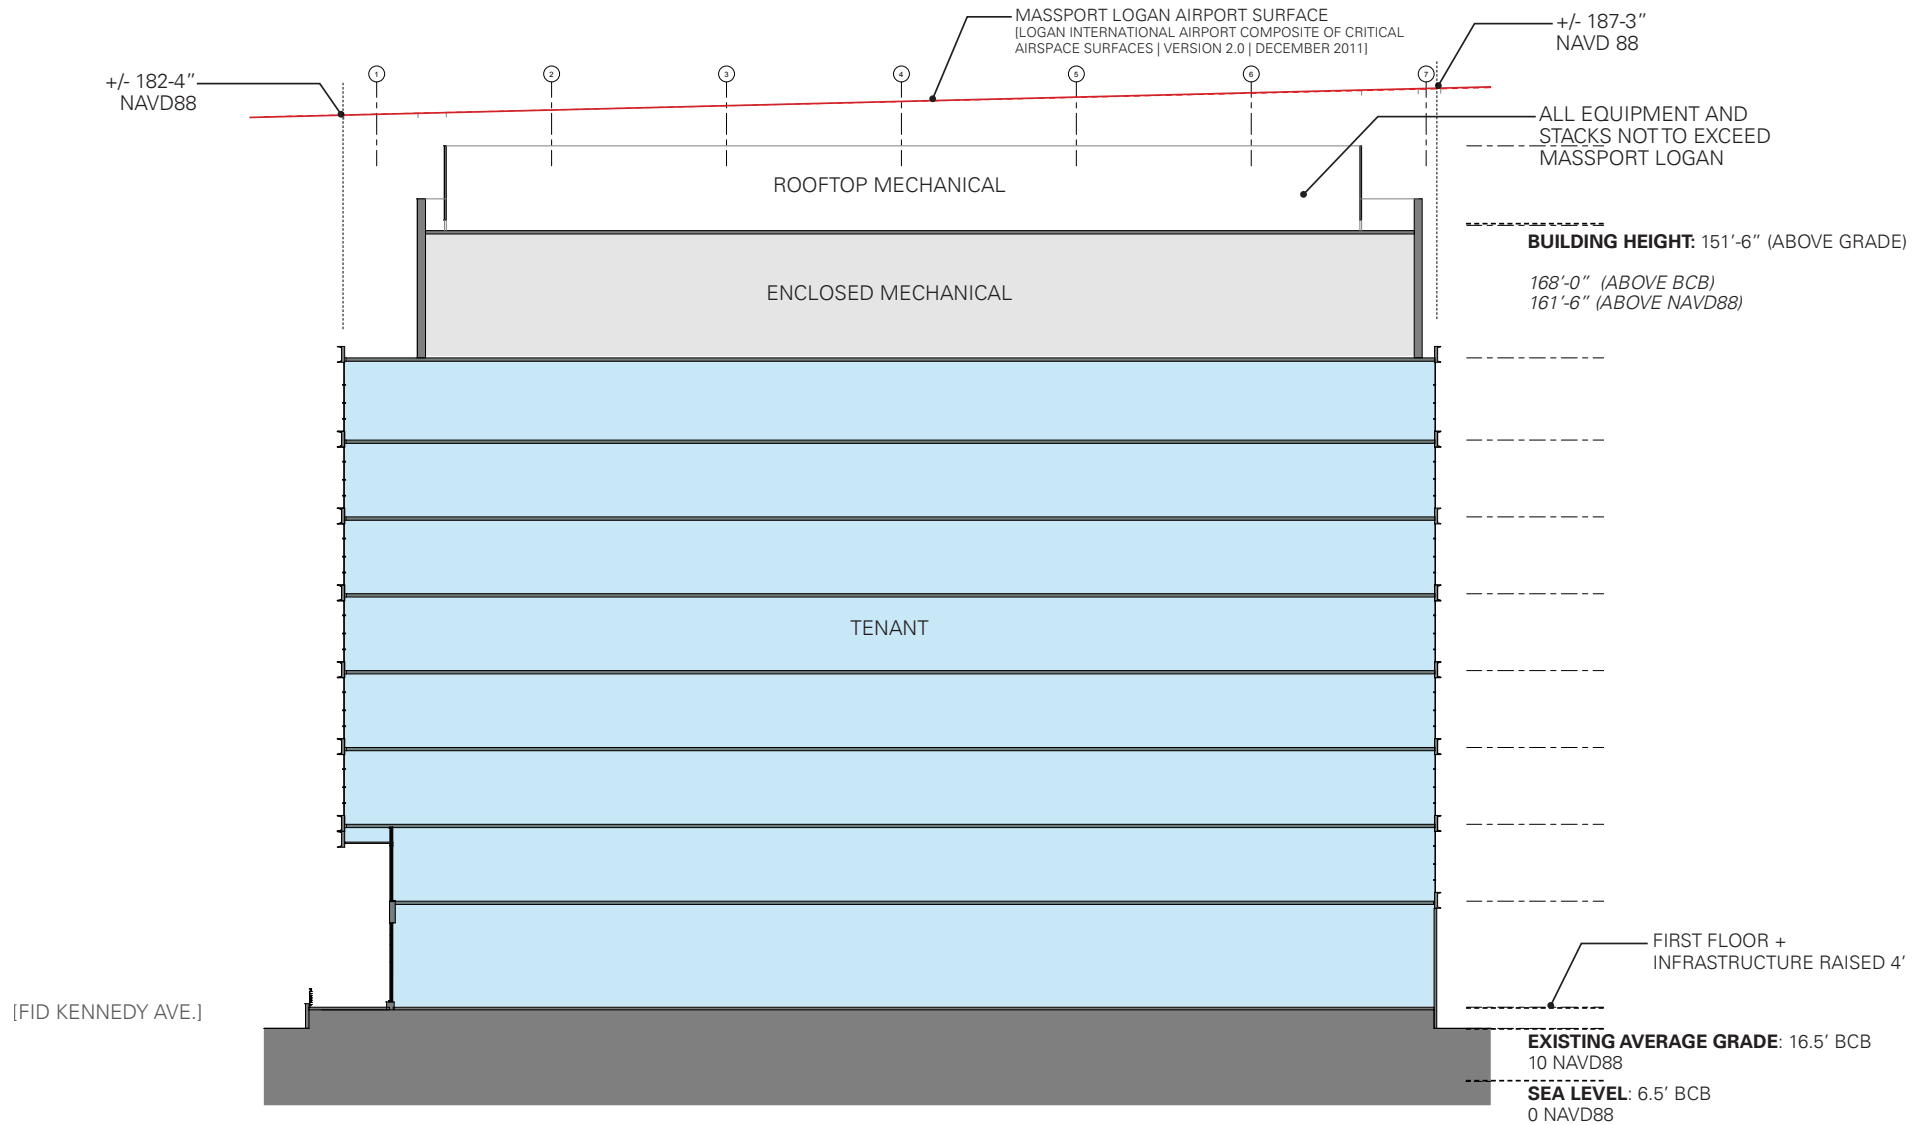 MASSPORT LOGAN AIRPORT SURFACE
[LOGAN INTERNATIONAL AIRPORT COMPOSITE OF CRITICAL
AIRSPACE SURFACES | VERSION 2.0 | DECEMBER 2011]
+/- 187-3"
NAVD 88
+/- 182-4"
NAVD88
1
2
3
4
5
6
7
ALL EQUIPMENT AND
STACKS NOT TO EXCEED
MASSPORT LOGAN
ROOFTOP MECHANICAL
BUILDING HEIGHT: 151'-6" (ABOVE GRADE)
168'-0" (ABOVE BCB)
161'-6" (ABOVE NAVD88)
ENCLOSED MECHANICAL
TENANT
FIRST FLOOR +
INFRASTRUCTURE RAISED 4'
[FID KENNEDY AVE.]
EXISTING AVERAGE GRADE: 16.5' BCB
10 NAVD88
SEA LEVEL: 6.5' BCB
0 NAVD88